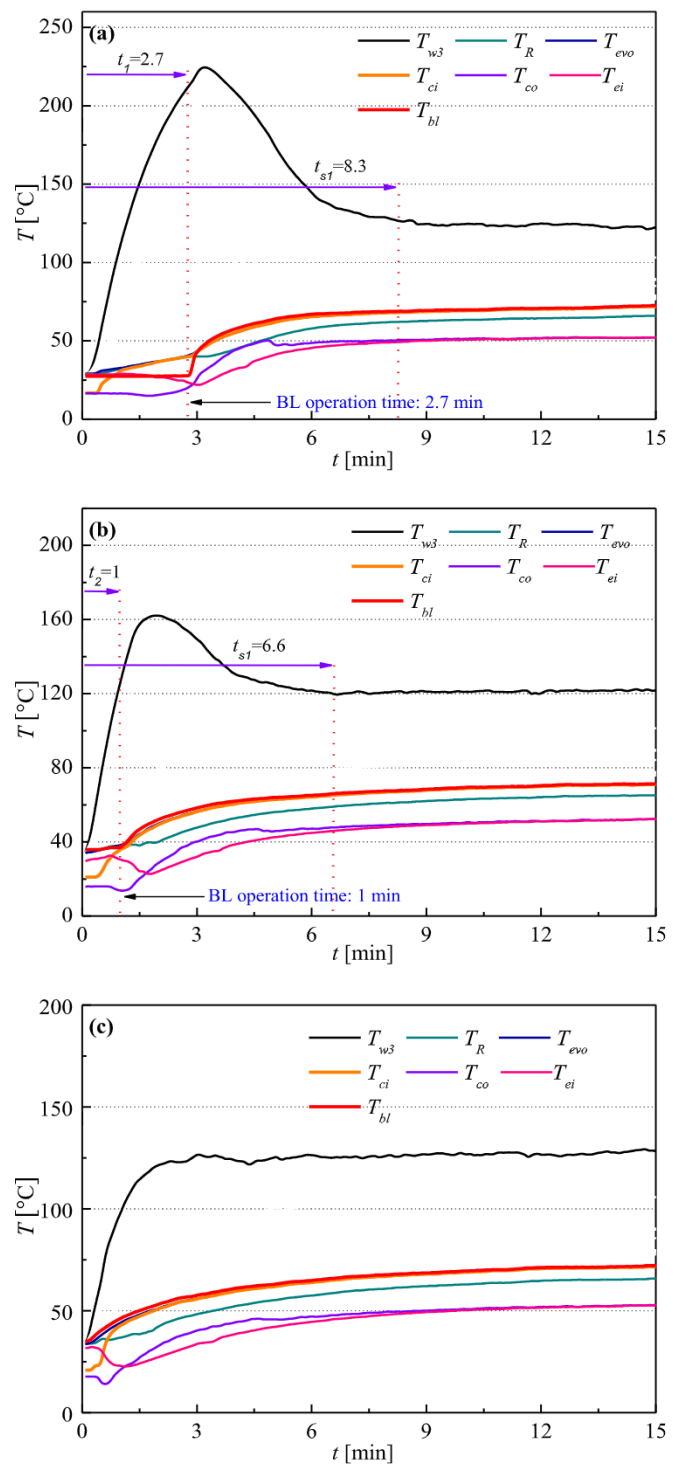 (a)
T_w3 T_R T_evo
T_ci T_co T_ei
T_bl
t_1=2.7
t_s1=8.3
BL operation time: 2.7 min
T [°C]
250
200
150
100
50
0
0 3 6 9 12 15
t [min]
(b)
T_w3 T_R T_evo
T_ci T_co T_ei
T_bl
t_2=1
t_s1=6.6
BL operation time: 1 min
T [°C]
200
160
120
80
40
0
0 3 6 9 12 15
t [min]
(c)
T_w3 T_R T_evo
T_ci T_co T_ei
T_bl
T [°C]
200
150
100
50
0
0 3 6 9 12 15
t [min]